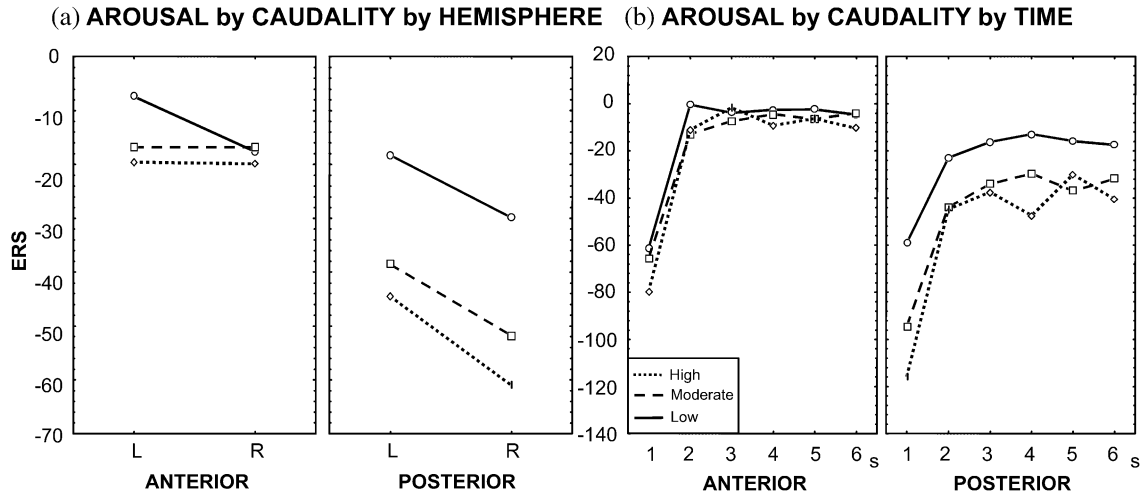 (a) AROUSAL by CAUDALITY by HEMISPHERE
ERS
0
-10
-20
-30
-40
-50
-60
-70
L R
ANTERIOR
L R
POSTERIOR
(b) AROUSAL by CAUDALITY by TIME
20
0
-20
-40
-60
-80
-100
-120
-140
High
Moderate
Low
1 2 3 4 5 6 s
ANTERIOR
1 2 3 4 5 6 s
POSTERIOR